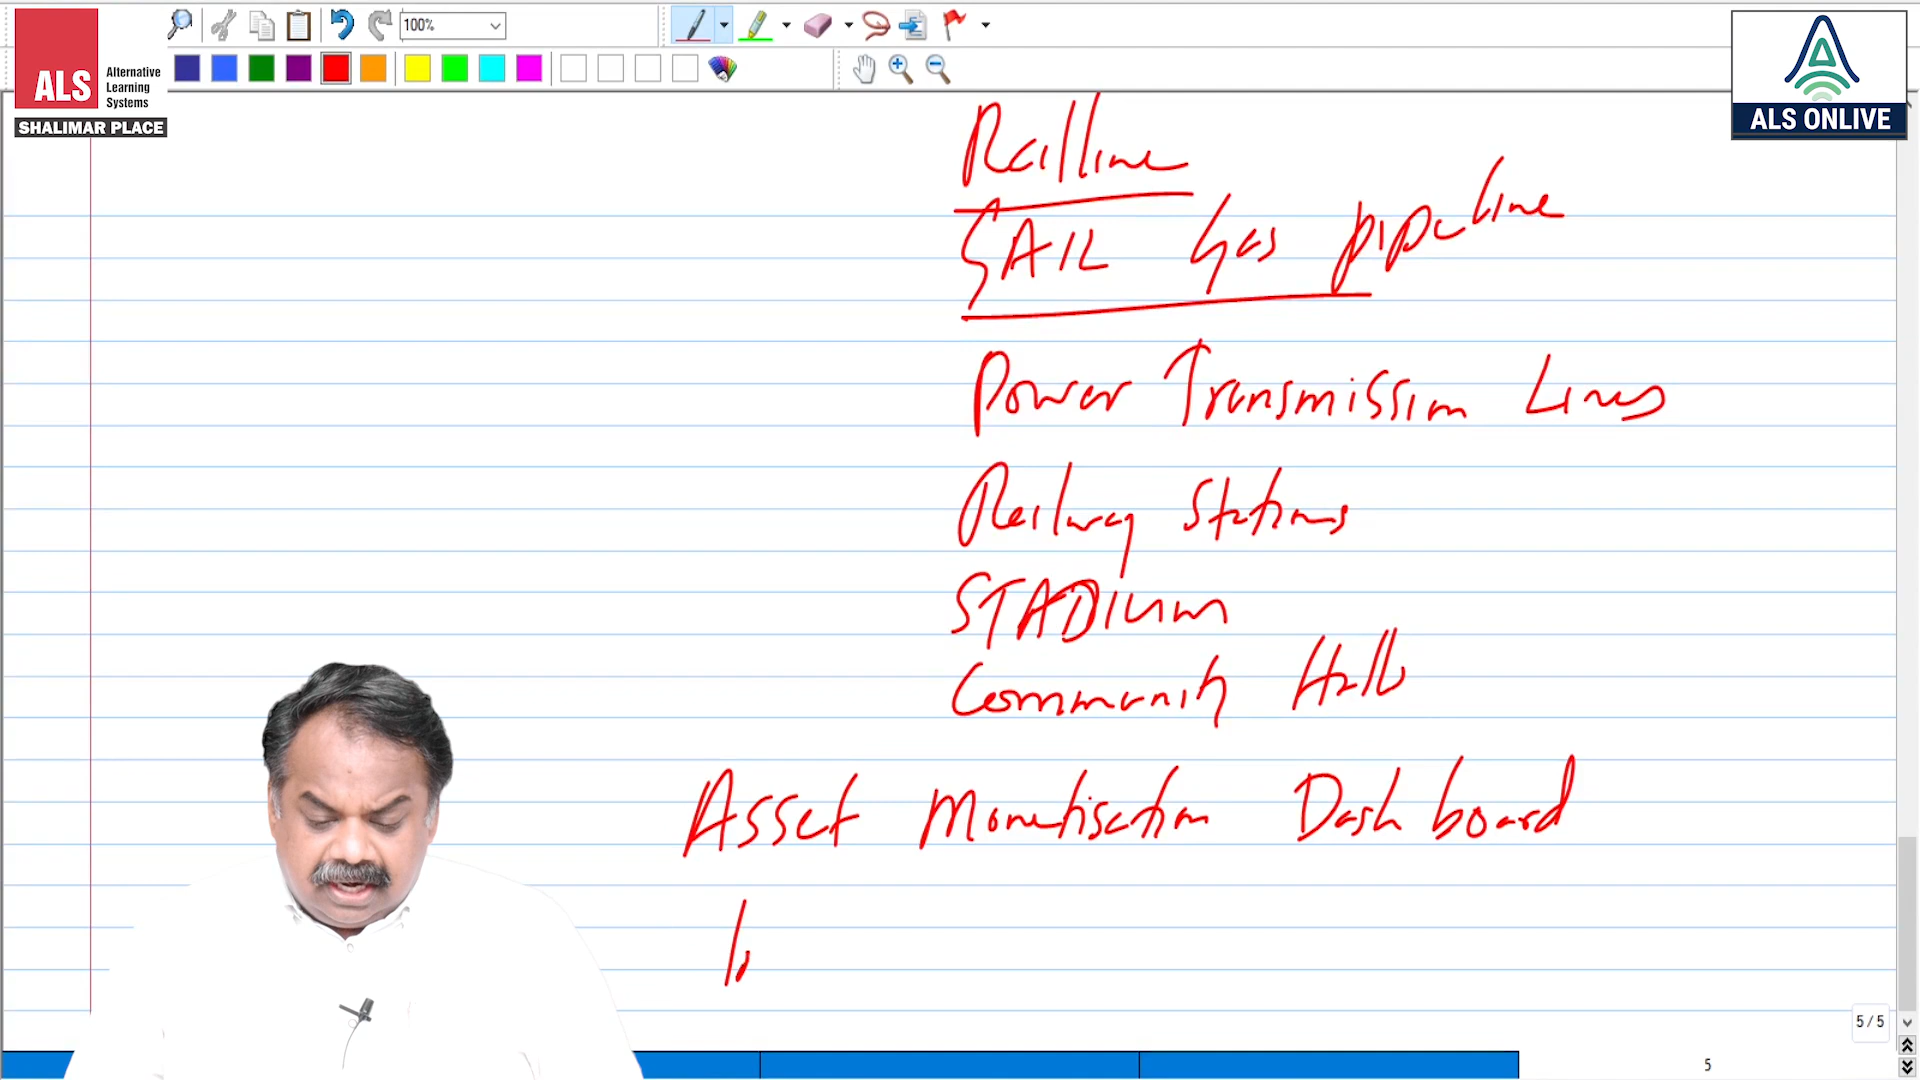 100%
ALS
Alternative
Learning
Systems
SHALIMAR PLACE
ALS ONLIVE
Railline
GAIL Gas pipeline
Power Transmission Lines
Railway Stations
STADIUM
Community Halls
Asset Monetisation Dashboard
5 / 5
5